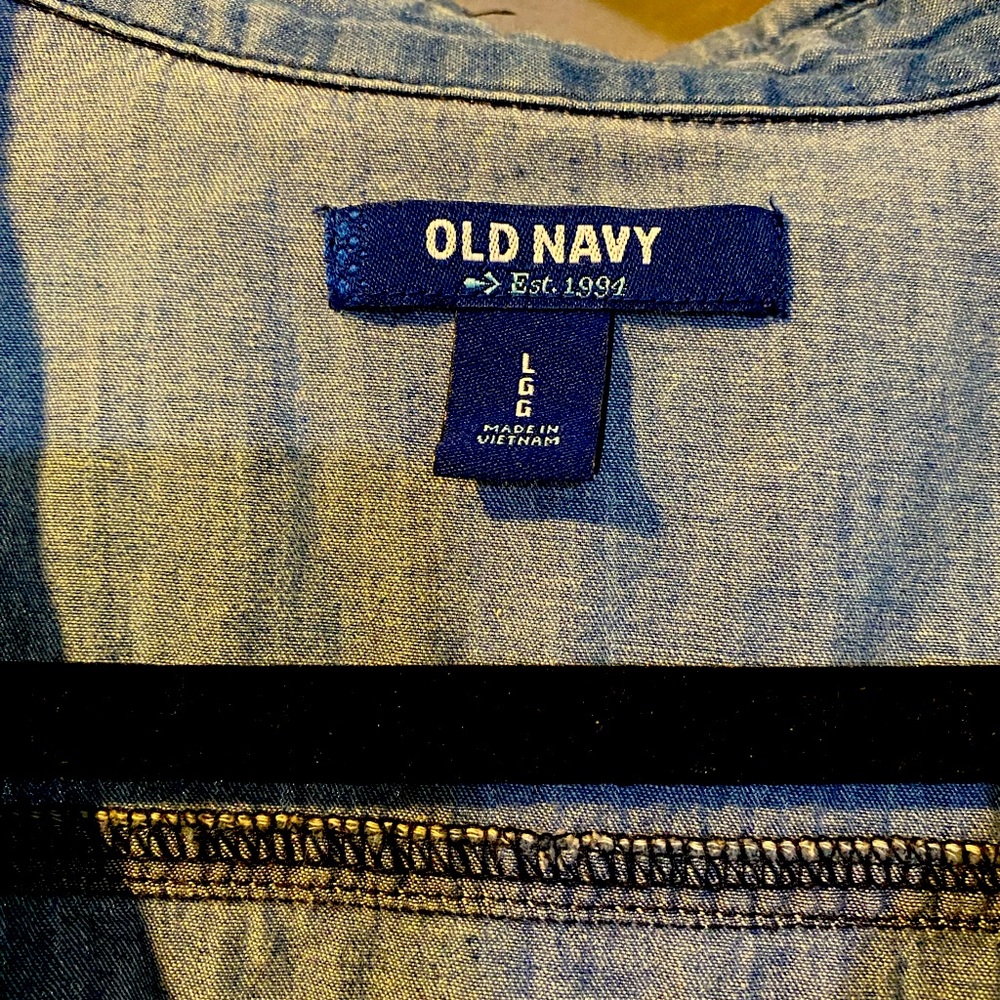 OLD NAVY
Est. 1994
L
G
G
MADE IN
VIETNAM